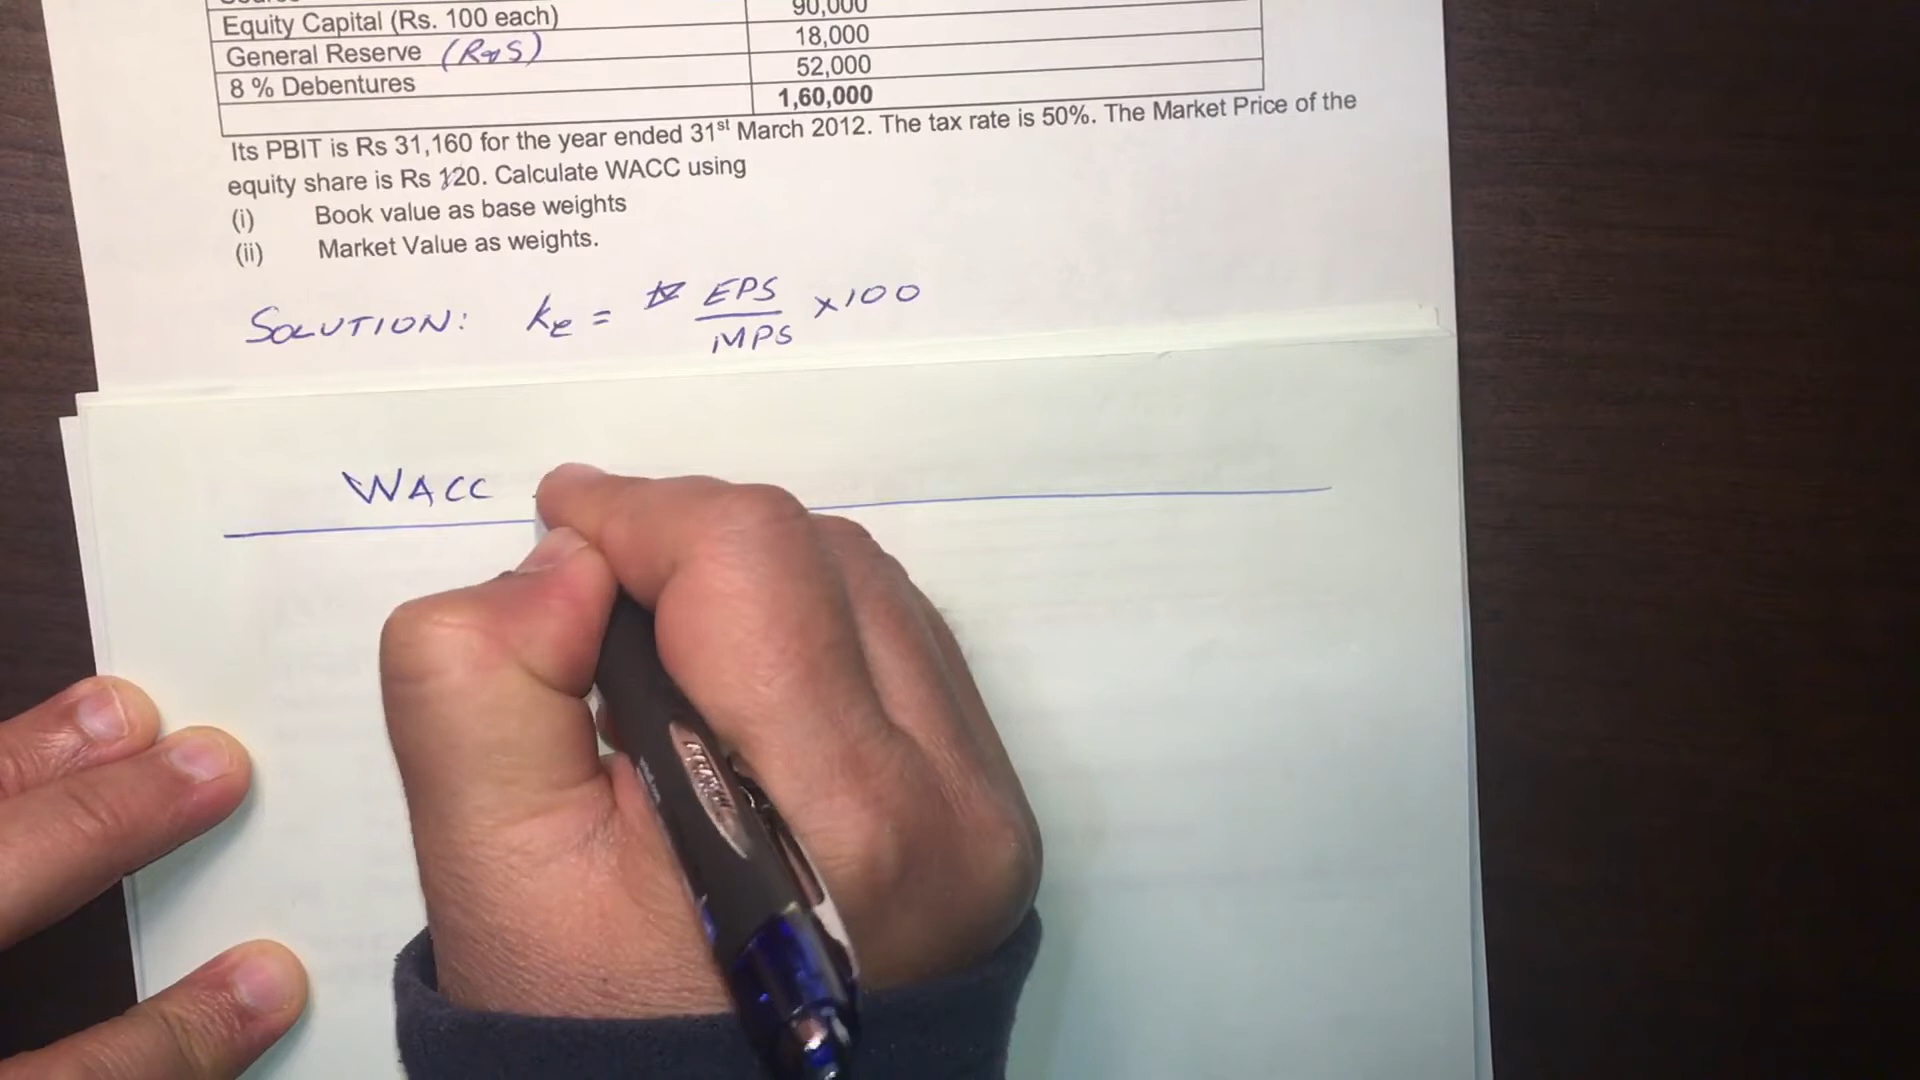 90,000
Equity Capital (Rs. 100 each)
18,000
General Reserve (R&S)
52,000
8 % Debentures
1,60,000
Its PBIT is Rs 31,160 for the year ended 31st March 2012. The tax rate is 50%. The Market Price of the
equity share is Rs 120. Calculate WACC using
(i) Book value as base weights
(ii) Market Value as weights.
SOLUTION: ke = EPS
MPS
×100
WACC